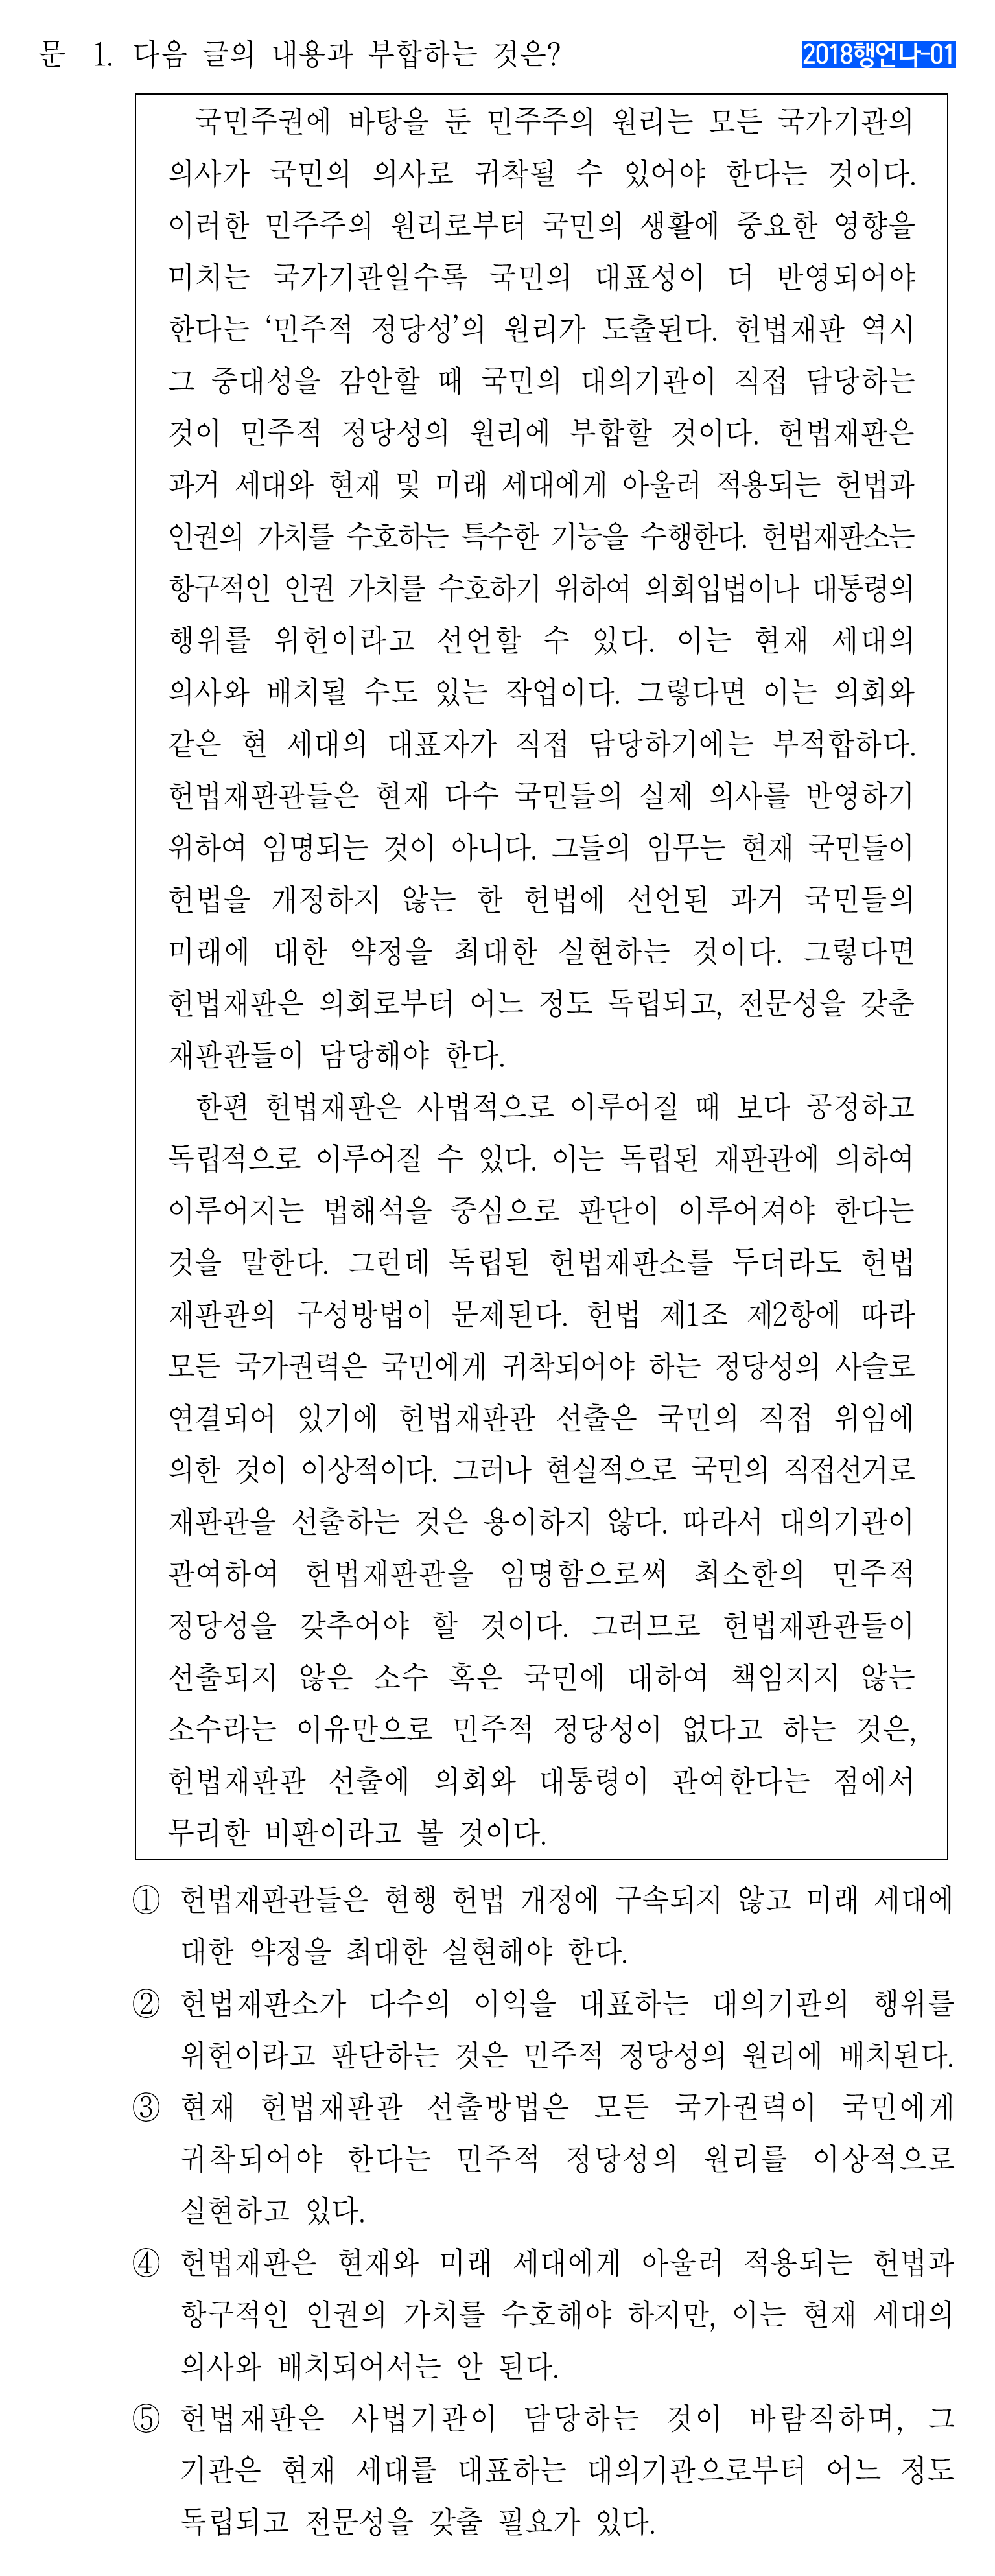 문 1. 다음 글의 내용과 부합하는 것은?
2018행언나-01
국민주권에 바탕을 둔 민주주의 원리는 모든 국가기관의
의사가 국민의 의사로 귀착될 수 있어야 한다는 것이다.
이러한 민주주의 원리로부터 국민의 생활에 중요한 영향을
미치는 국가기관일수록 국민의 대표성이 더 반영되어야
한다는 ‘민주적 정당성’의 원리가 도출된다. 헌법재판 역시
그 중대성을 감안할 때 국민의 대의기관이 직접 담당하는
것이 민주적 정당성의 원리에 부합할 것이다. 헌법재판은
과거 세대와 현재 및 미래 세대에게 아울러 적용되는 헌법과
인권의 가치를 수호하는 특수한 기능을 수행한다. 헌법재판소는
항구적인 인권 가치를 수호하기 위하여 의회입법이나 대통령의
행위를 위헌이라고 선언할 수 있다. 이는 현재 세대의
의사와 배치될 수도 있는 작업이다. 그렇다면 이는 의회와
같은 현 세대의 대표자가 직접 담당하기에는 부적합하다.
헌법재판관들은 현재 다수 국민들의 실제 의사를 반영하기
위하여 임명되는 것이 아니다. 그들의 임무는 현재 국민들이
헌법을 개정하지 않는 한 헌법에 선언된 과거 국민들의
미래에 대한 약정을 최대한 실현하는 것이다. 그렇다면
헌법재판은 의회로부터 어느 정도 독립되고, 전문성을 갖춘
재판관들이 담당해야 한다.
한편 헌법재판은 사법적으로 이루어질 때 보다 공정하고
독립적으로 이루어질 수 있다. 이는 독립된 재판관에 의하여
이루어지는 법해석을 중심으로 판단이 이루어져야 한다는
것을 말한다. 그런데 독립된 헌법재판소를 두더라도 헌법
재판관의 구성방법이 문제된다. 헌법 제1조 제2항에 따라
모든 국가권력은 국민에게 귀착되어야 하는 정당성의 사슬로
연결되어 있기에 헌법재판관 선출은 국민의 직접 위임에
의한 것이 이상적이다. 그러나 현실적으로 국민의 직접선거로
재판관을 선출하는 것은 용이하지 않다. 따라서 대의기관이
관여하여 헌법재판관을 임명함으로써 최소한의 민주적
정당성을 갖추어야 할 것이다. 그러므로 헌법재판관들이
선출되지 않은 소수 혹은 국민에 대하여 책임지지 않는
소수라는 이유만으로 민주적 정당성이 없다고 하는 것은,
헌법재판관 선출에 의회와 대통령이 관여한다는 점에서
무리한 비판이라고 볼 것이다.
① 헌법재판관들은 현행 헌법 개정에 구속되지 않고 미래 세대에
대한 약정을 최대한 실현해야 한다.
② 헌법재판소가 다수의 이익을 대표하는 대의기관의 행위를
위헌이라고 판단하는 것은 민주적 정당성의 원리에 배치된다.
③ 현재 헌법재판관 선출방법은 모든 국가권력이 국민에게
귀착되어야 한다는 민주적 정당성의 원리를 이상적으로
실현하고 있다.
④ 헌법재판은 현재와 미래 세대에게 아울러 적용되는 헌법과
항구적인 인권의 가치를 수호해야 하지만, 이는 현재 세대의
의사와 배치되어서는 안 된다.
⑤ 헌법재판은 사법기관이 담당하는 것이 바람직하며, 그
기관은 현재 세대를 대표하는 대의기관으로부터 어느 정도
독립되고 전문성을 갖출 필요가 있다.